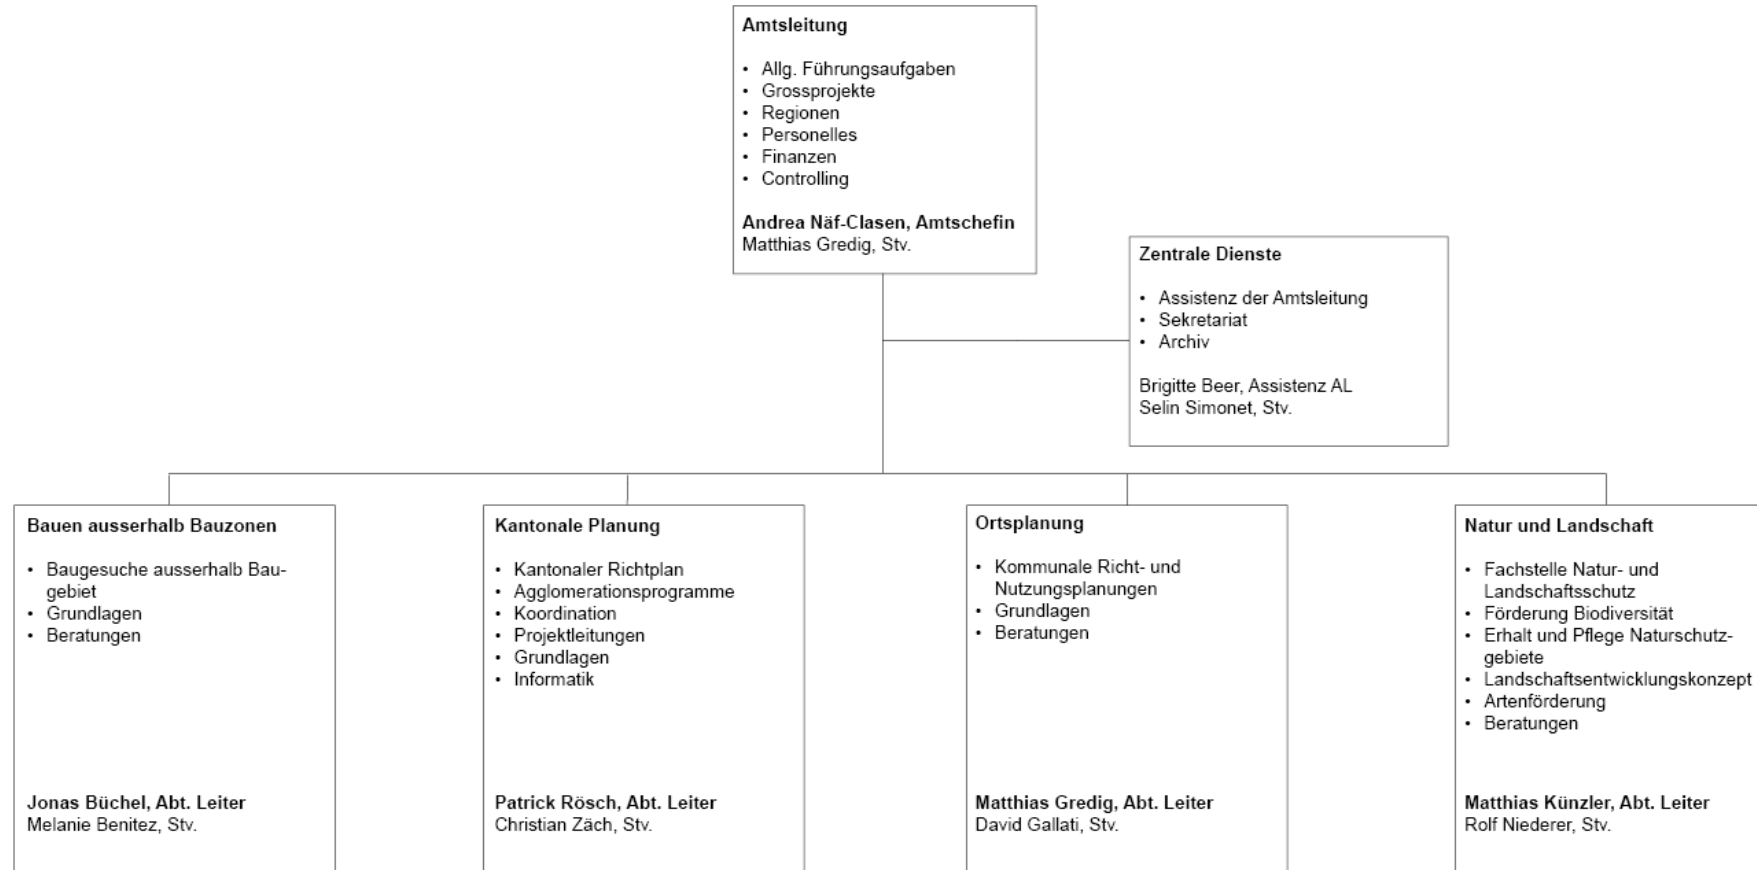 Amtsleitung
• Allg. Führungsaufgaben
• Grossprojekte
• Regionen
• Personelles
• Finanzen
• Controlling
Andrea Näf-Clasen, Amtschefin
Matthias Gredig, Stv.
Zentrale Dienste
• Assistenz der Amtsleitung
• Sekretariat
• Archiv
Brigitte Beer, Assistenz AL
Selin Simonet, Stv.
Bauen ausserhalb Bauzonen
• Baugesuche ausserhalb Bau-
gebiet
• Grundlagen
• Beratungen
Jonas Büchel, Abt. Leiter
Melanie Benitez, Stv.
Kantonale Planung
• Kantonaler Richtplan
• Agglomerationsprogramme
• Koordination
• Projektleitungen
• Grundlagen
• Informatik
Patrick Rösch, Abt. Leiter
Christian Zäch, Stv.
Ortsplanung
• Kommunale Richt- und
Nutzungsplanungen
• Grundlagen
• Beratungen
Matthias Gredig, Abt. Leiter
David Gallati, Stv.
Natur und Landschaft
• Fachstelle Natur- und
Landschaftsschutz
• Förderung Biodiversität
• Erhalt und Pflege Naturschutz-
gebiete
• Landschaftsentwicklungskonzept
• Artenförderung
• Beratungen
Matthias Künzler, Abt. Leiter
Rolf Niederer, Stv.